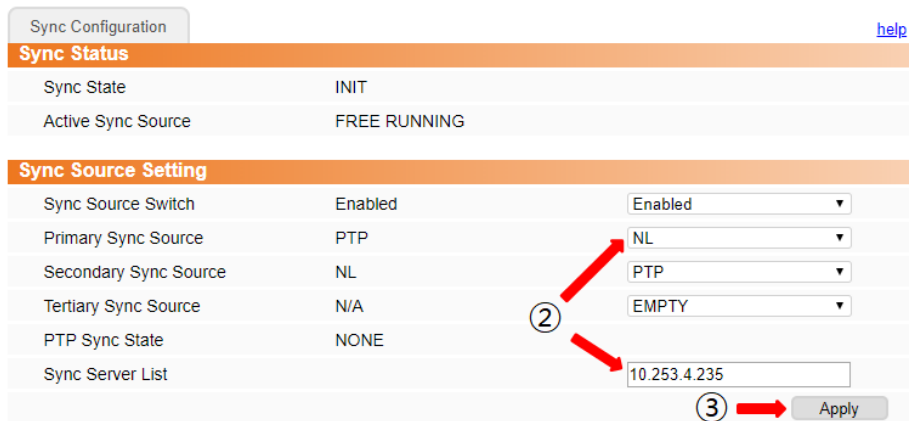 Sync Configuration
help
Sync Status
Sync State INIT
Active Sync Source FREE RUNNING
Sync Source Setting
Sync Source Switch Enabled Enabled
Primary Sync Source PTP NL
Secondary Sync Source NL PTP
Tertiary Sync Source N/A EMPTY
②
PTP Sync State NONE
Sync Server List 10.253.4.235
③ Apply